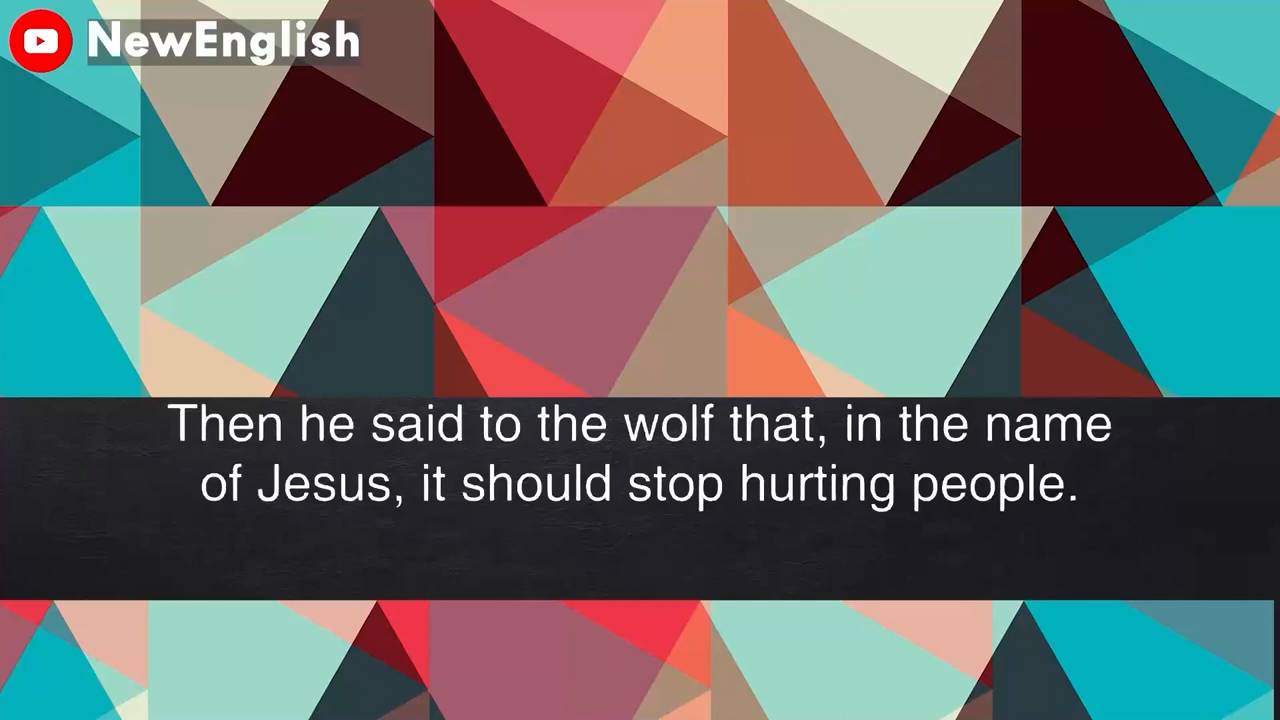 NewEnglish
Then he said to the wolf that, in the name
of Jesus, it should stop hurting people.